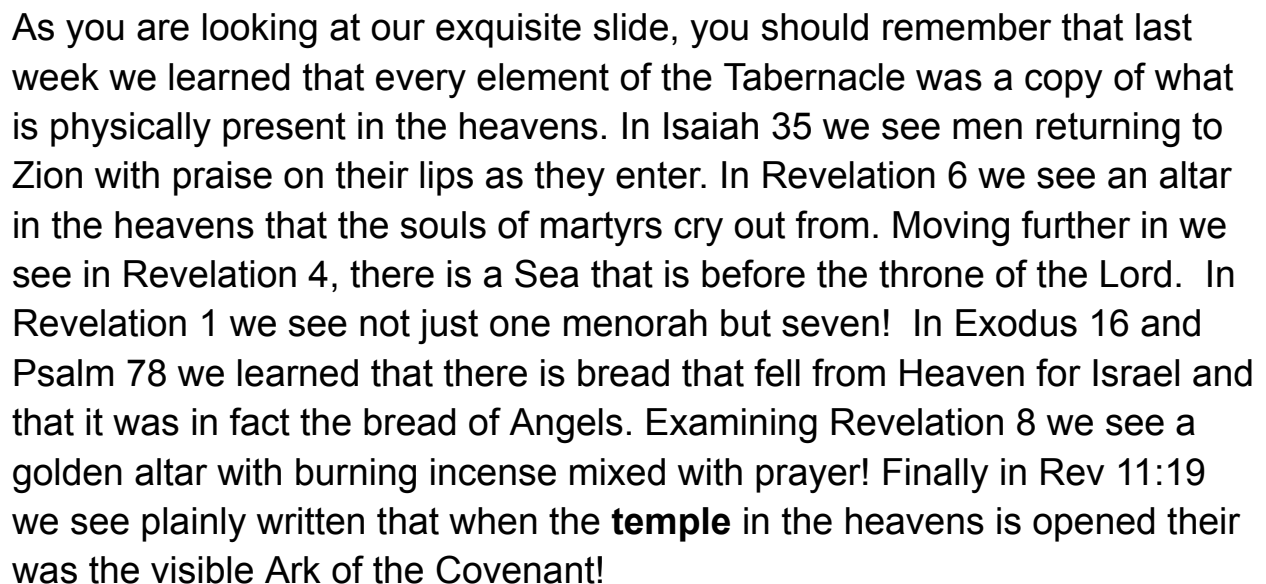 As you are looking at our exquisite slide, you should remember that last
week we learned that every element of the Tabernacle was a copy of what
is physically present in the heavens. In Isaiah 35 we see men returning to
Zion with praise on their lips as they enter. In Revelation 6 we see an altar
in the heavens that the souls of martyrs cry out from. Moving further in we
see in Revelation 4, there is a Sea that is before the throne of the Lord.  In
Revelation 1 we see not just one menorah but seven!  In Exodus 16 and
Psalm 78 we learned that there is bread that fell from Heaven for Israel and
that it was in fact the bread of Angels. Examining Revelation 8 we see a
golden altar with burning incense mixed with prayer! Finally in Rev 11:19
we see plainly written that when the temple in the heavens is opened their
was the visible Ark of the Covenant!